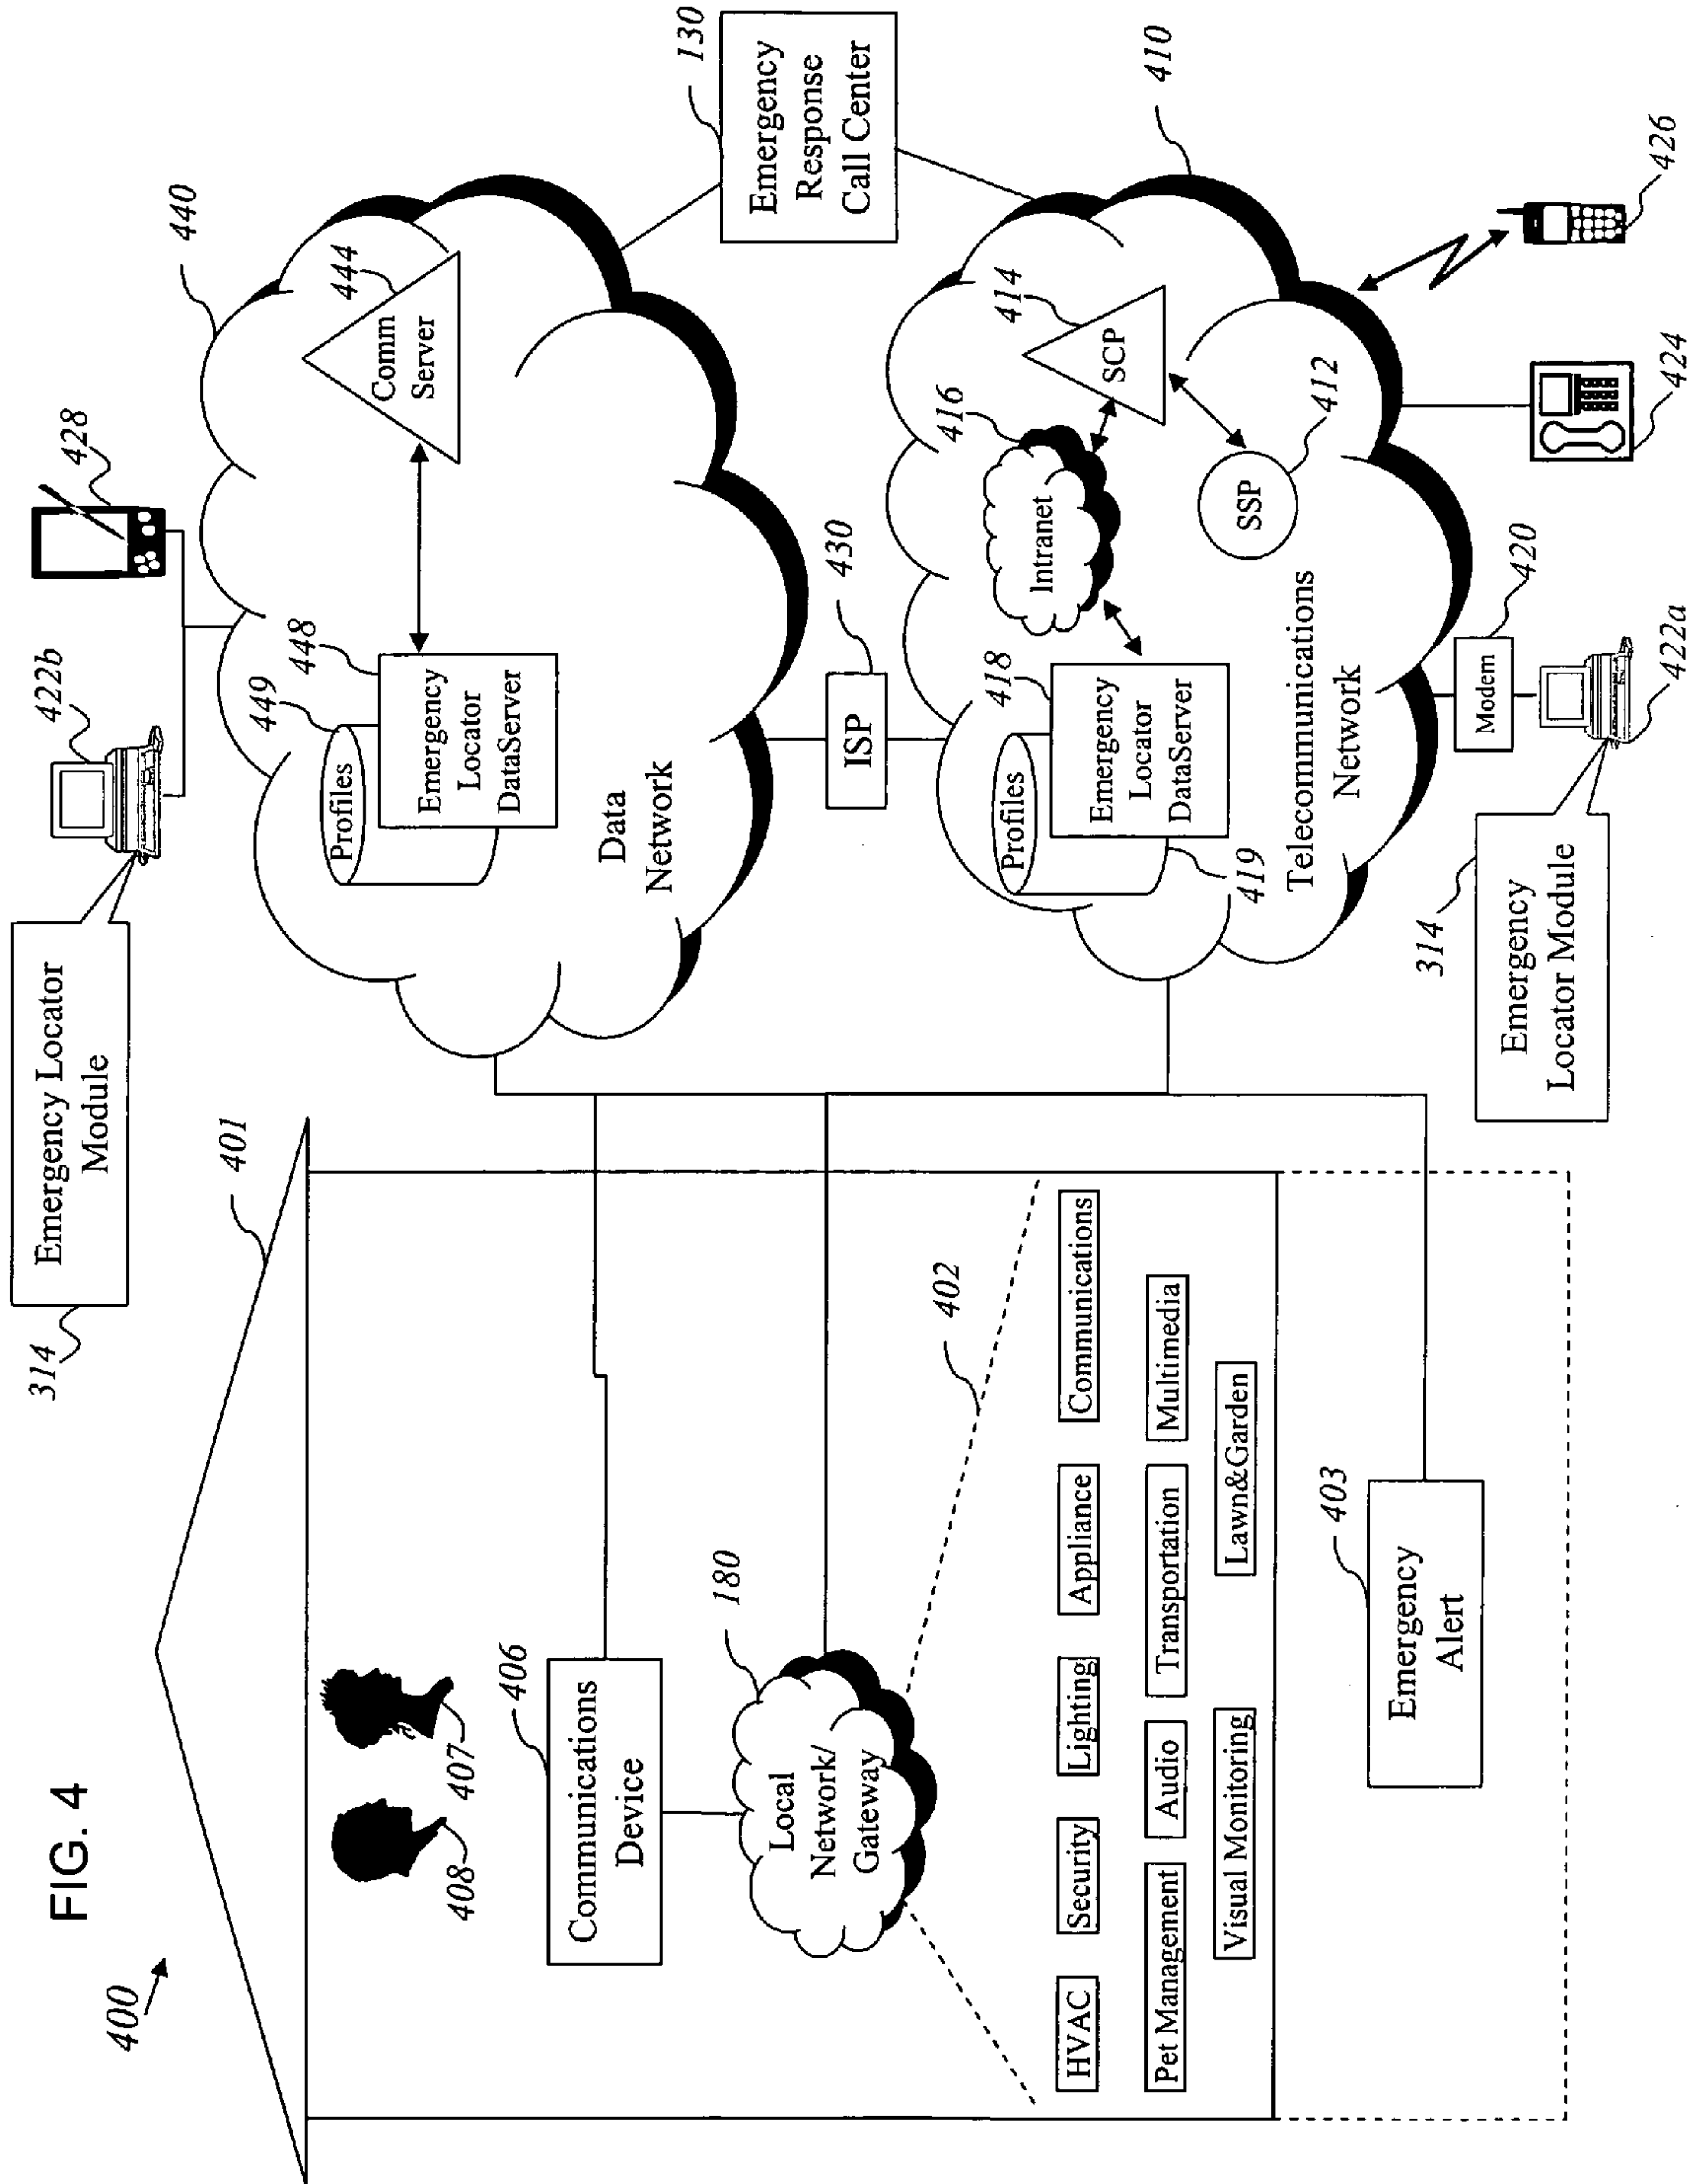 FIG. 4
400
401
408
407
Communications
Device
406
Local
Network/
Gateway
180
402
HVAC
Security
Lighting
Appliance
Communications
Pet Management
Audio
Transportation
Multimedia
Visual Monitoring
Lawn&Garden
Emergency
Alert
403
Emergency Locator
Module
314
422b
428
440
Profiles
449
448
Emergency
Locator
DataServer
Comm
Server
444
Data
Network
ISP
430
Emergency
Response
Call Center
130
410
Profiles
418
Emergency
Locator
DataServer
419
Intranet
416
SCP
414
SSP
412
Telecommunications
Network
Modem
420
422a
424
426
314
Emergency
Locator Module